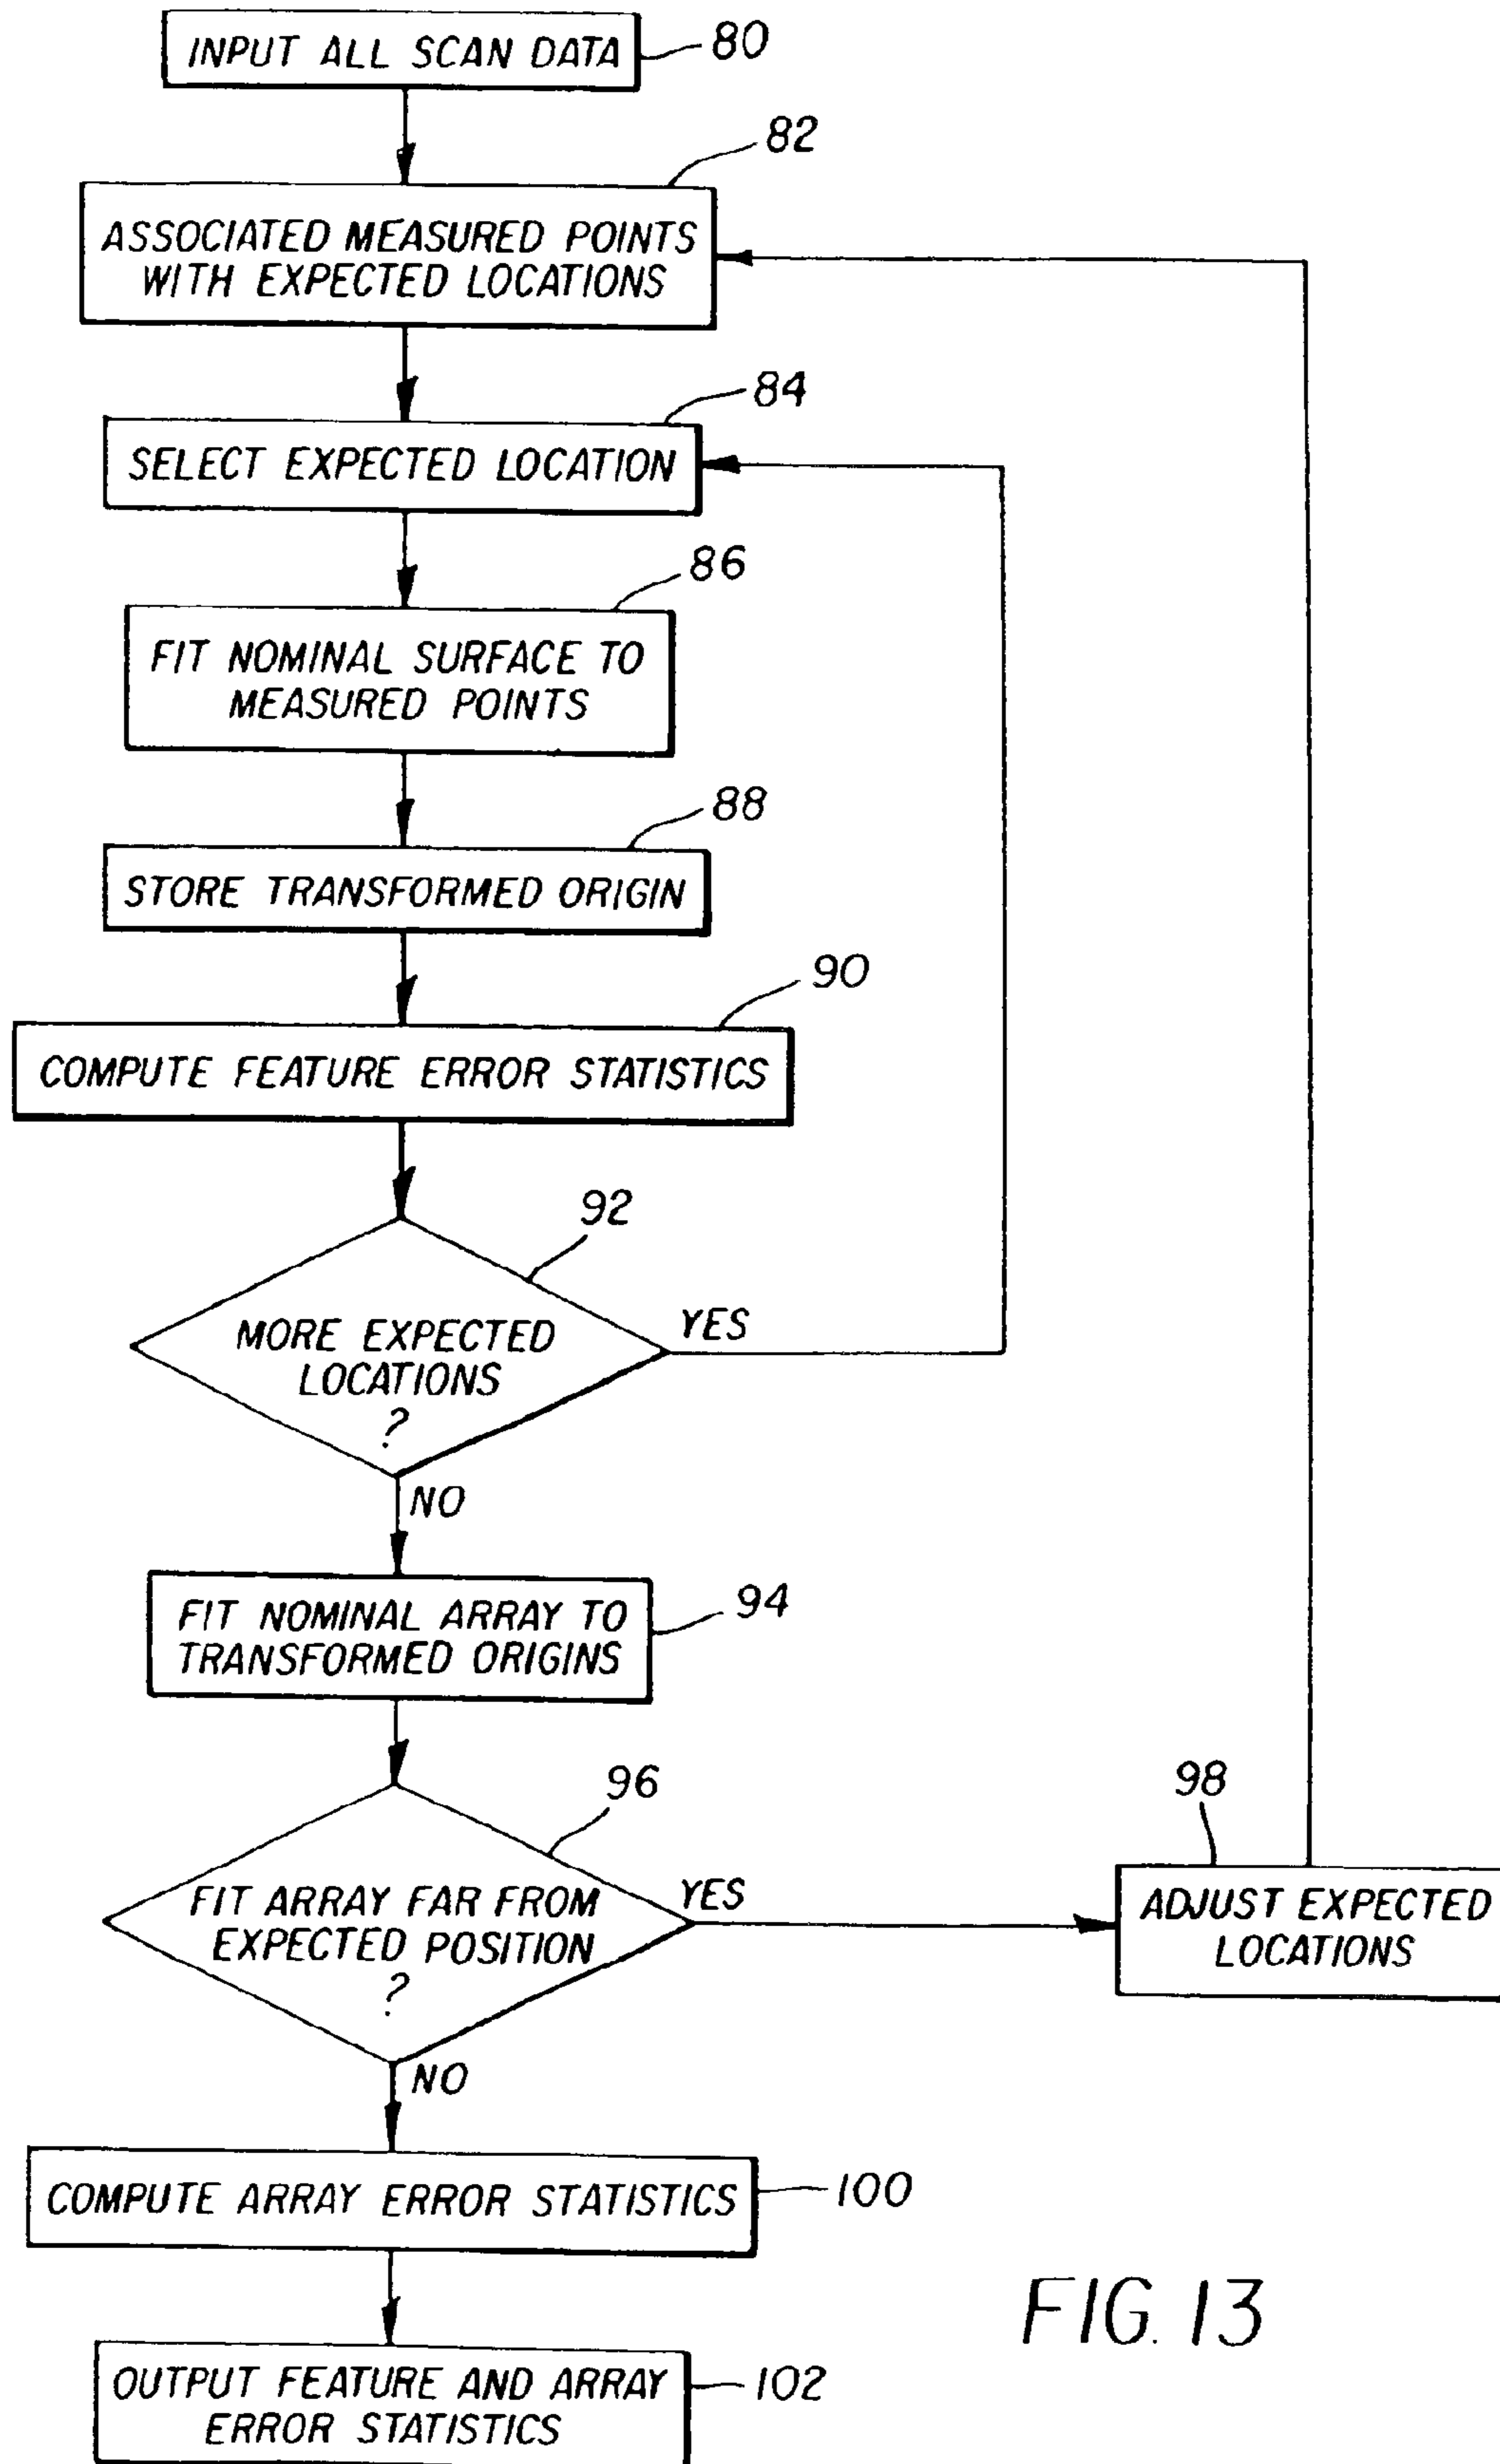 INPUT ALL SCAN DATA
80
82
ASSOCIATED MEASURED POINTS
WITH EXPECTED LOCATIONS
84
SELECT EXPECTED LOCATION
86
FIT NOMINAL SURFACE TO
MEASURED POINTS
88
STORE TRANSFORMED ORIGIN
90
COMPUTE FEATURE ERROR STATISTICS
92
MORE EXPECTED
LOCATIONS
?
YES
NO
FIT NOMINAL ARRAY TO
TRANSFORMED ORIGINS
94
96
FIT ARRAY FAR FROM
EXPECTED POSITION
?
YES
98
ADJUST EXPECTED
LOCATIONS
NO
COMPUTE ARRAY ERROR STATISTICS
100
OUTPUT FEATURE AND ARRAY
ERROR STATISTICS
102
FIG. 13